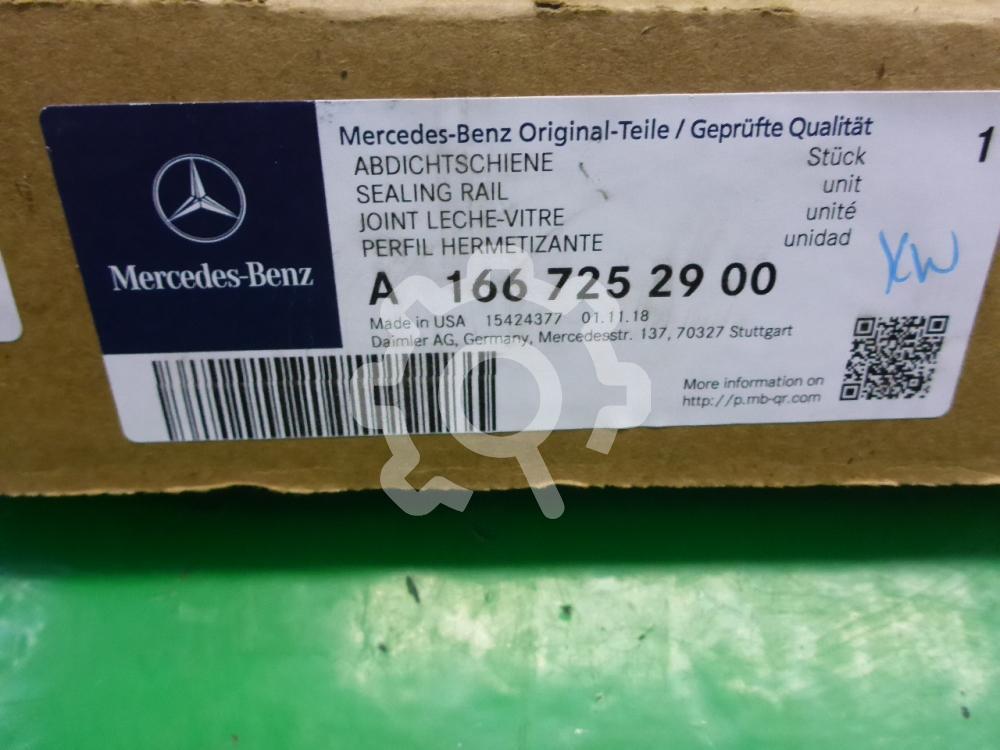 Mercedes-Benz
Mercedes-Benz Original-Teile / Geprüfte Qualität
ABDICHTSCHIENE Stück 1
SEALING RAIL unit
JOINT LECHE-VITRE unité
PERFIL HERMETIZANTE unidad
XW
A 166 725 29 00
Made in USA 15424377 01.11.18
Daimler AG, Germany, Mercedesstr. 137, 70327 Stuttgart
More information on
http://p.mb-qr.com